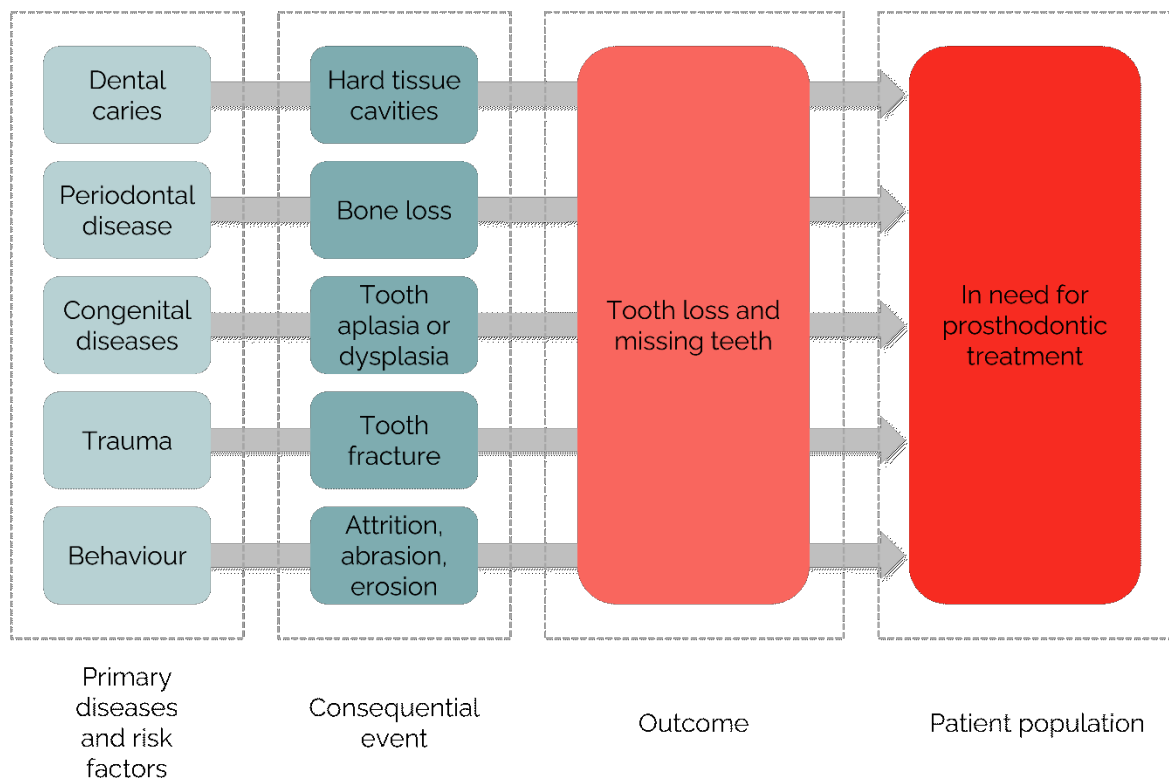 Dental
caries
Hard tissue
cavities
Periodontal
disease
Bone loss
Congenital
diseases
Tooth
aplasia or
dysplasia
Tooth loss and
missing teeth
In need for
prosthodontic
treatment
Trauma
Tooth
fracture
Behaviour
Attrition,
abrasion,
erosion
Primary
diseases
and risk
factors
Consequential
event
Outcome
Patient population